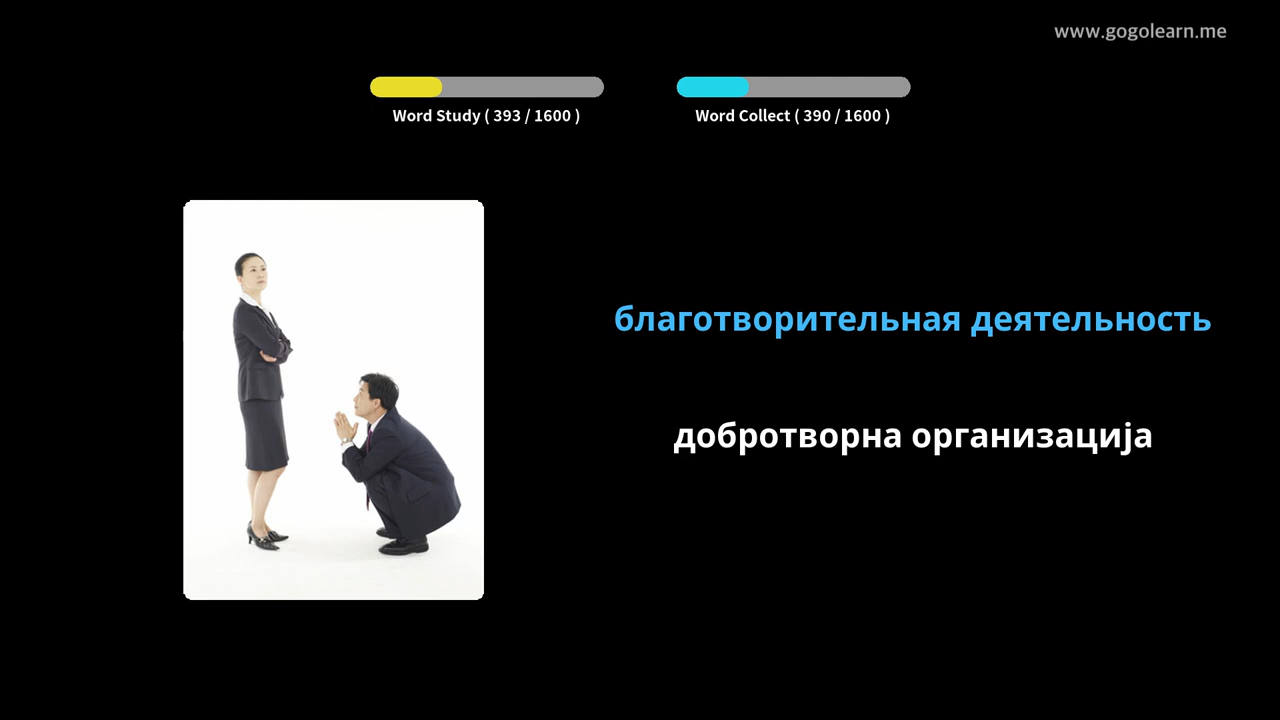 www.gogolearn.me
Word Study ( 393 / 1600 )
Word Collect ( 390 / 1600 )
благотворительная деятельность
добротворна организација